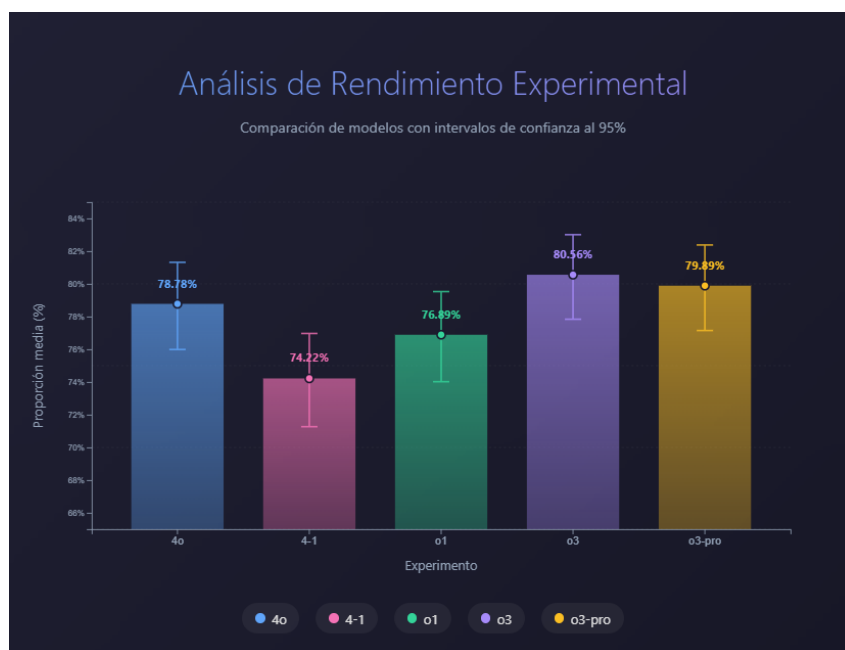 Análisis de Rendimiento Experimental
Comparación de modelos con intervalos de confianza al 95%
Proporción media (%)
84%
82%
80%
78%
76%
74%
72%
70%
68%
66%
78.78%
74.22%
76.89%
80.56%
79.89%
4o
4-1
o1
o3
o3-pro
Experimento
4o
4-1
o1
o3
o3-pro